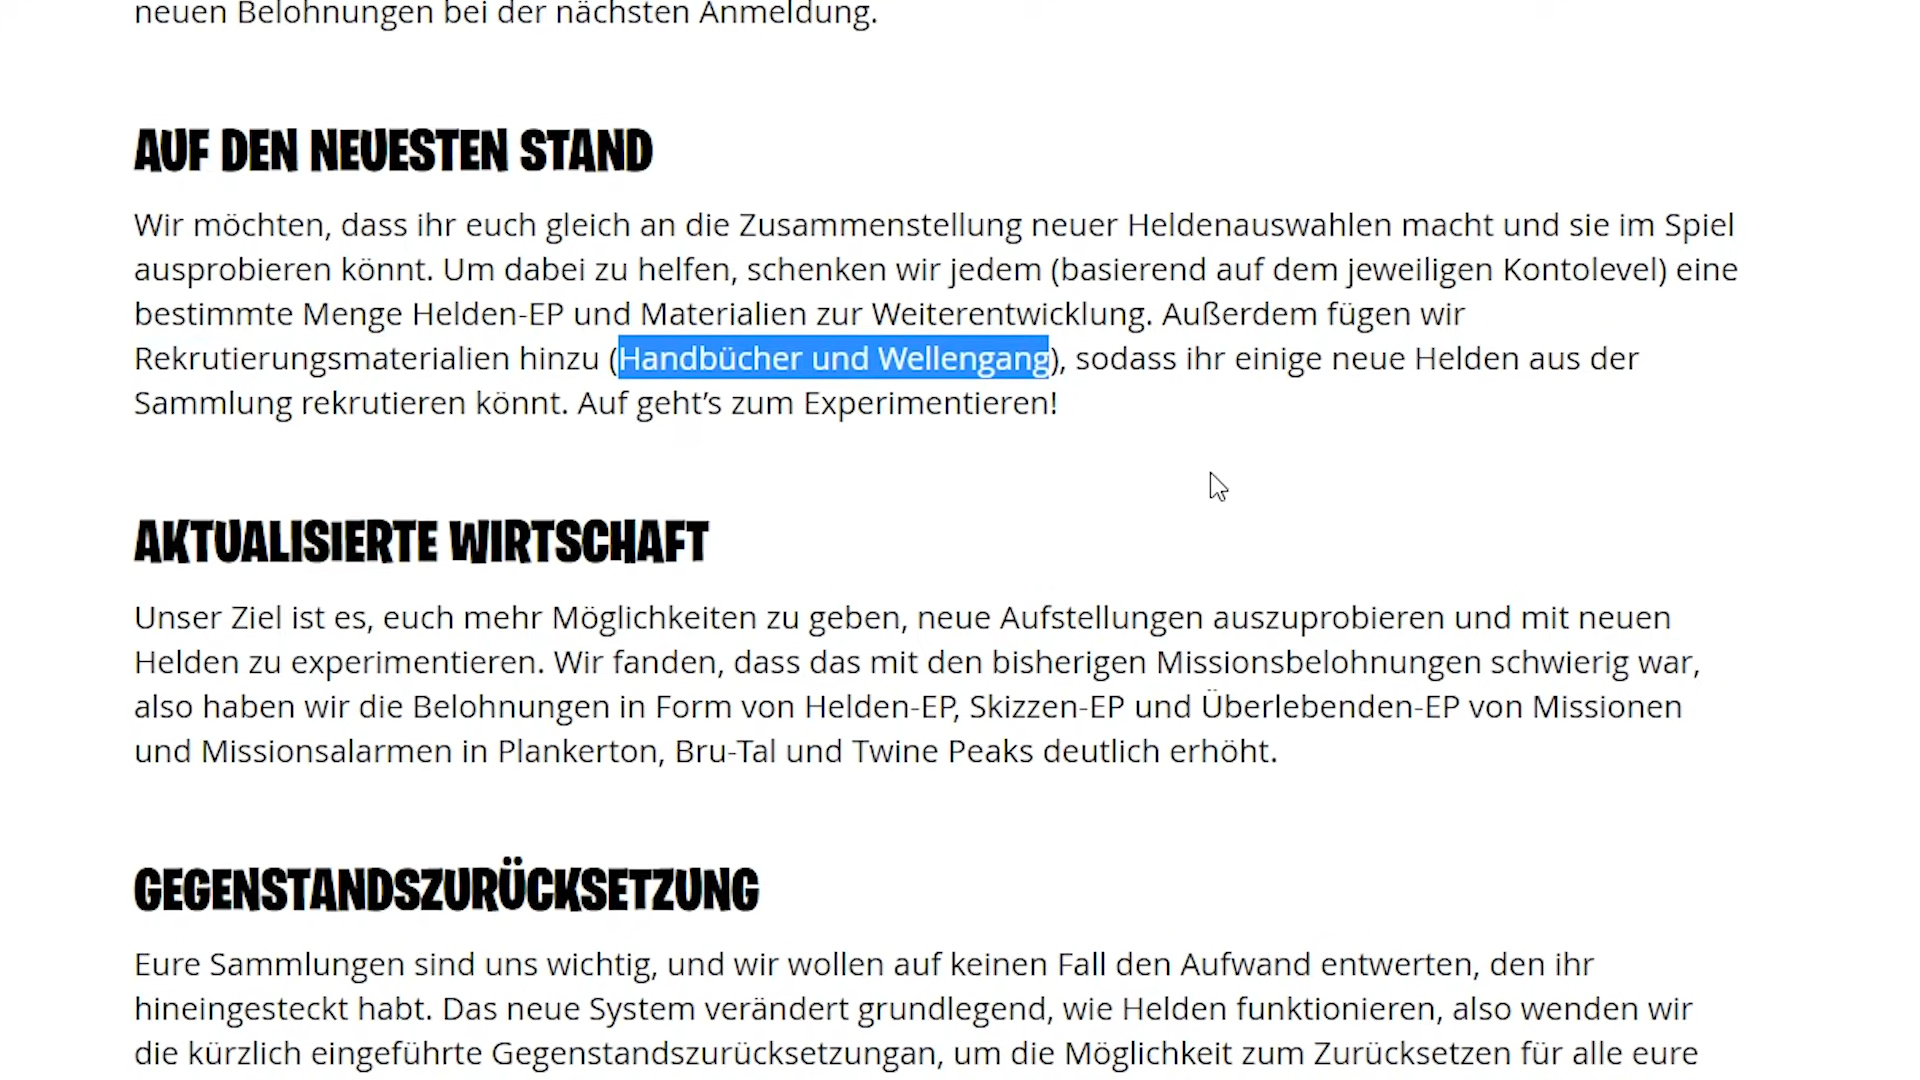 neuen Belohnungen bei der nächsten Anmeldung.
AUF DEN NEUESTEN STAND
Wir möchten, dass ihr euch gleich an die Zusammenstellung neuer Heldenauswahlen macht und sie im Spiel
ausprobieren könnt. Um dabei zu helfen, schenken wir jedem (basierend auf dem jeweiligen Kontolevel) eine
bestimmte Menge Helden-EP und Materialien zur Weiterentwicklung. Außerdem fügen wir
Rekrutierungsmaterialien hinzu (Handbücher und Wellengang), sodass ihr einige neue Helden aus der
Sammlung rekrutieren könnt. Auf geht’s zum Experimentieren!
AKTUALISIERTE WIRTSCHAFT
Unser Ziel ist es, euch mehr Möglichkeiten zu geben, neue Aufstellungen auszuprobieren und mit neuen
Helden zu experimentieren. Wir fanden, dass das mit den bisherigen Missionsbelohnungen schwierig war,
also haben wir die Belohnungen in Form von Helden-EP, Skizzen-EP und Überlebenden-EP von Missionen
und Missionsalarmen in Plankerton, Bru-Tal und Twine Peaks deutlich erhöht.
GEGENSTANDSZURÜCKSETZUNG
Eure Sammlungen sind uns wichtig, und wir wollen auf keinen Fall den Aufwand entwerten, den ihr
hineingesteckt habt. Das neue System verändert grundlegend, wie Helden funktionieren, also wenden wir
die kürzlich eingeführte Gegenstandszurücksetzungan, um die Möglichkeit zum Zurücksetzen für alle eure